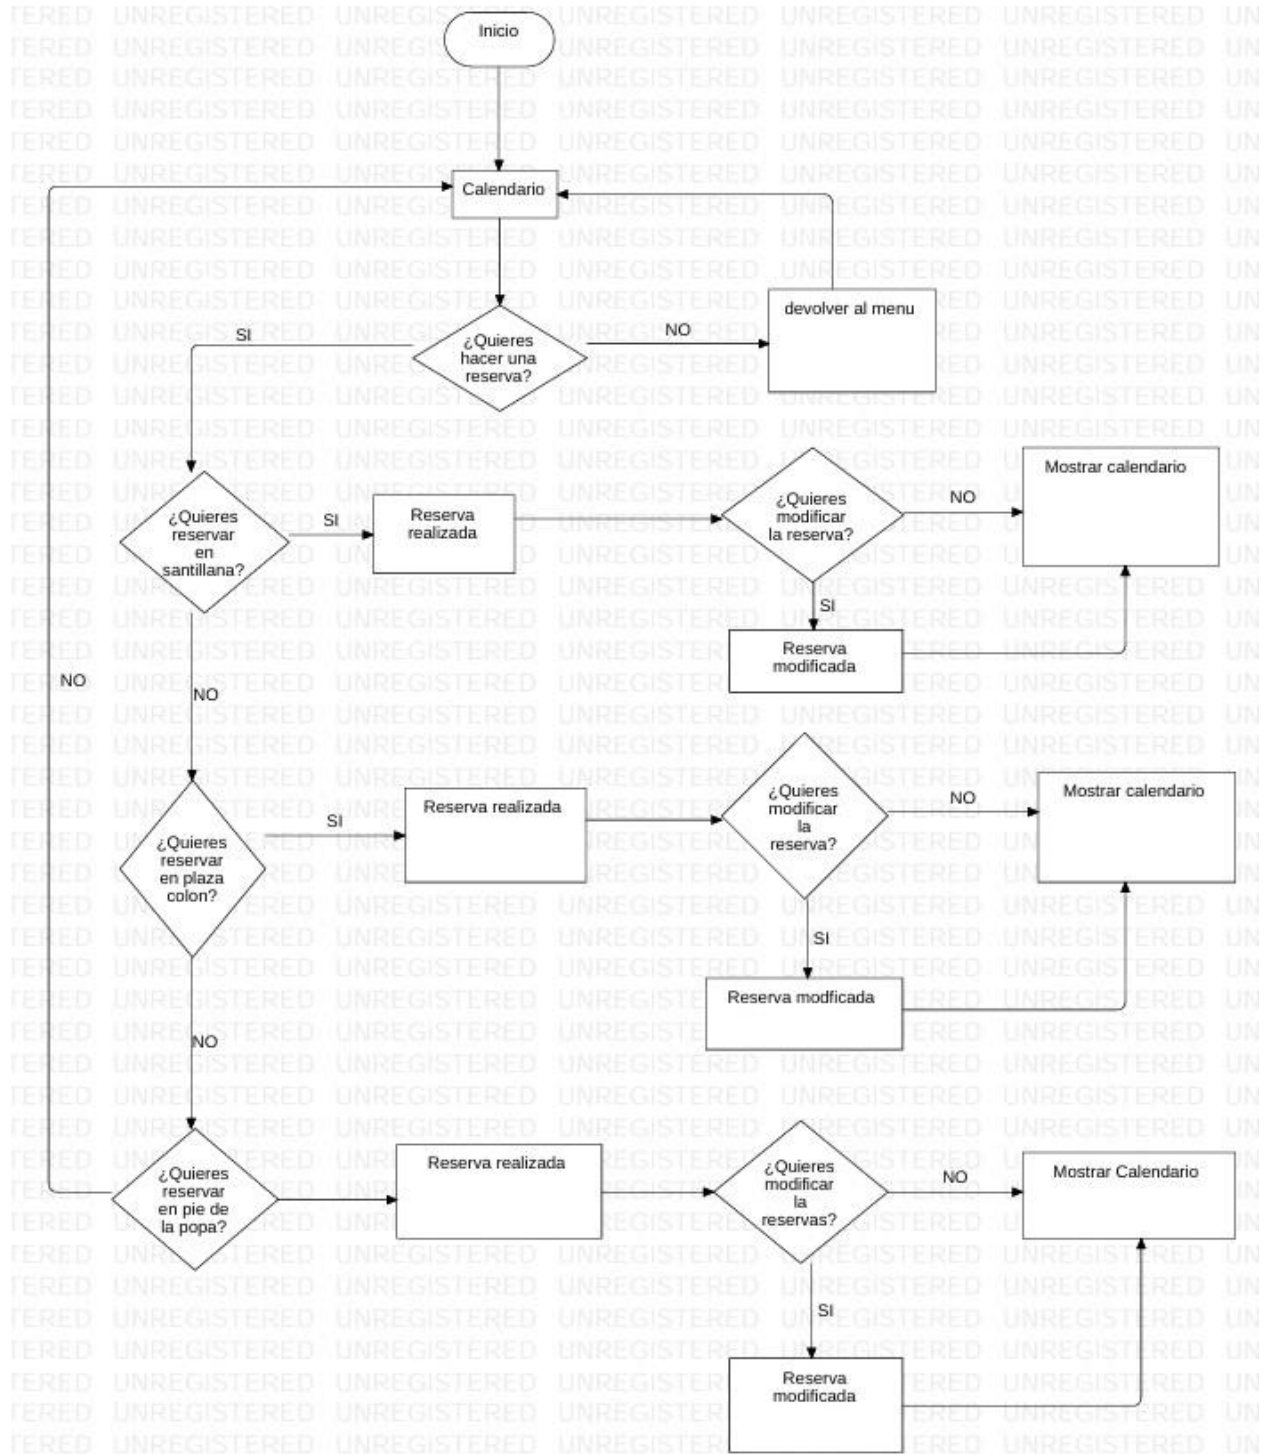 Inicio
Calendario
devolver al menu
SI
NO
¿Quieres
hacer una
reserva?
¿Quieres
reservar
en
santillana?
SI
Reserva
realizada
¿Quieres
modificar
la reserva?
NO
Mostrar calendario
SI
Reserva
modificada
NO
NO
¿Quieres
reservar
en plaza
colon?
SI
Reserva realizada
¿Quieres
modificar
la
reserva?
NO
Mostrar calendario
SI
Reserva modficada
NO
¿Quieres
reservar
en pie de
la popa?
Reserva realizada
¿Quieres
modificar
la
reservas?
NO
Mostrar Calendario
SI
Reserva
modificada
UNREGISTERED